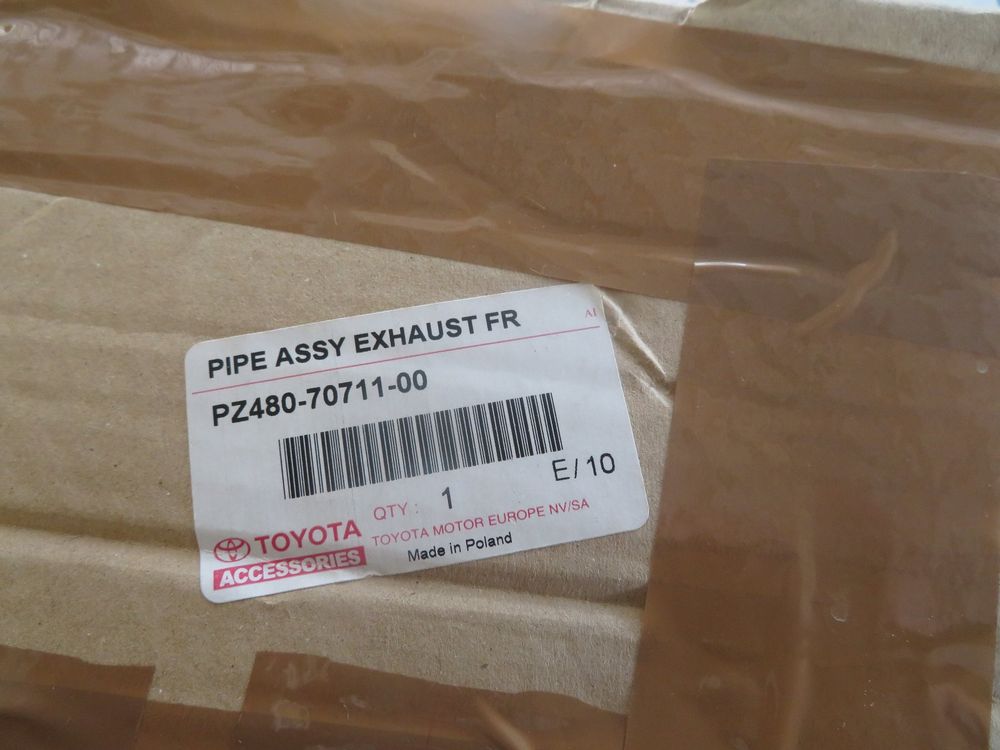 PIPE ASSY EXHAUST FR
AI
PZ480-70711-00
E/10
QTY : 1
TOYOTA
ACCESSORIES
TOYOTA MOTOR EUROPE NV/SA
Made in Poland